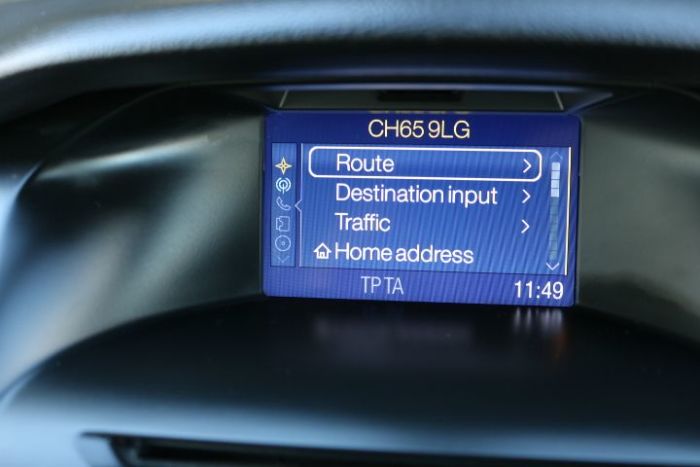 CH65 9LG
Route
Destination input
Traffic
Home address
TP TA
11:49